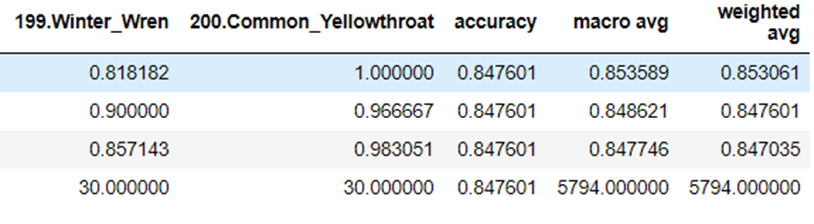 199.Winter_Wren 200.Common_Yellowthroat accuracy macro avg weighted avg
0.818182 1.000000 0.847601 0.853589 0.853061
0.900000 0.966667 0.847601 0.848621 0.847601
0.857143 0.983051 0.847601 0.847746 0.847035
30.000000 30.000000 0.847601 5794.000000 5794.000000